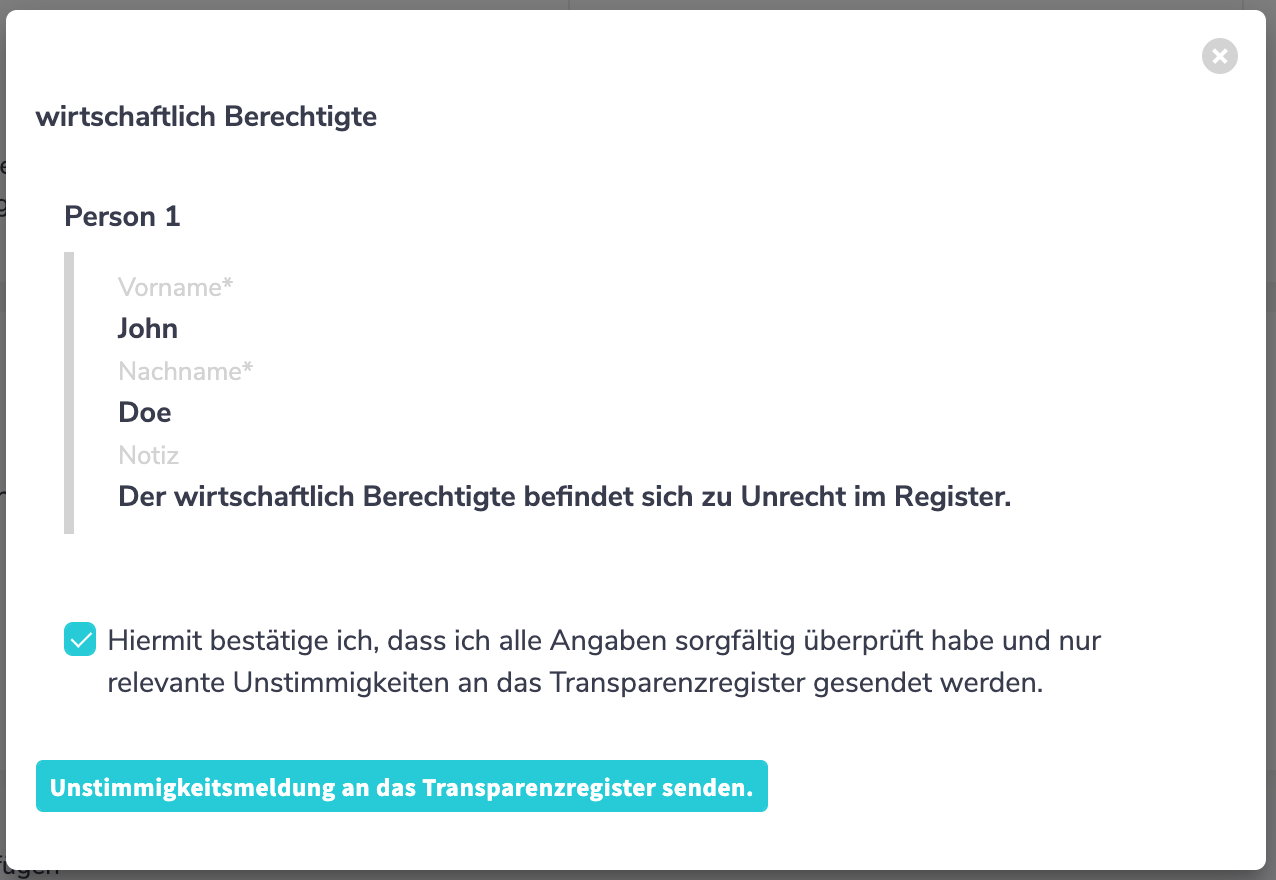 wirtschaftlich Berechtigte
Person 1
Vorname*
John
Nachname*
Doe
Notiz
Der wirtschaftlich Berechtigte befindet sich zu Unrecht im Register.
Hiermit bestätige ich, dass ich alle Angaben sorgfältig überprüft habe und nur
relevante Unstimmigkeiten an das Transparenzregister gesendet werden.
Unstimmigkeitsmeldung an das Transparenzregister senden.